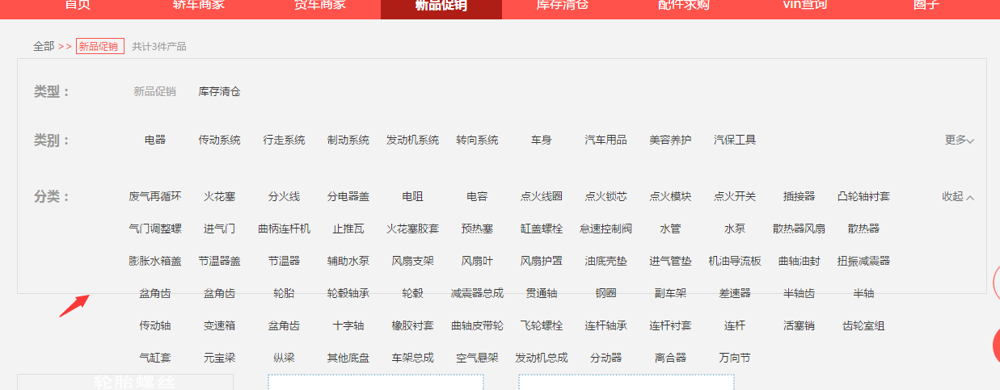 首页 轿车商家 货车商家 新品促销 库存清仓 配件求购 vin查询 圈子
全部 >> 新品促销 共计3件产品
类型： 新品促销 库存清仓
类别： 电器 传动系统 行走系统 制动系统 发动机系统 转向系统 车身 汽车用品 美容养护 汽保工具 更多
分类： 废气再循环 火花塞 分火线 分电器盖 电阻 电容 点火线圈 点火锁芯 点火模块 点火开关 插接器 凸轮轴衬套 收起
气门调整螺 进气门 曲柄连杆机 止推瓦 火花塞胶套 预热塞 缸盖螺栓 怠速控制阀 水管 水泵 散热器风扇 散热器
膨胀水箱盖 节温器盖 节温器 辅助水泵 风扇支架 风扇叶 风扇护置 油底壳垫 进气管垫 机油导流板 曲轴油封 扭振减震器
盆角齿 盆角齿 轮胎 轮毂轴承 轮毂 减震器总成 贯通轴 钢圈 副车架 差速器 半轴齿 半轴
传动轴 变速箱 盆角齿 十字轴 橡胶衬套 曲轴皮带轮 飞轮螺栓 连杆轴承 连杆衬套 连杆 活塞销 齿轮室组
气缸套 元宝梁 纵梁 其他底盘 车架总成 空气悬架 发动机总成 分动器 离合器 万向节
轮胎螺丝